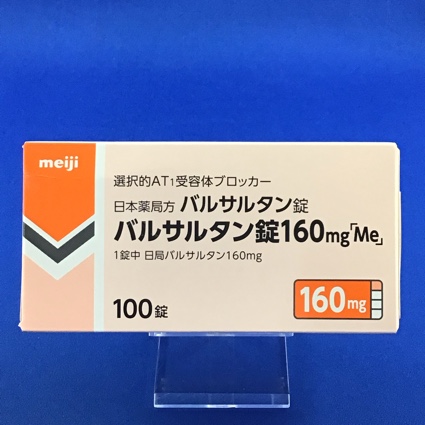 meiji
選択的AT1受容体ブロッカー
日本薬局方 バルサルタン錠
バルサルタン錠160mg「Me」
1錠中 日局バルサルタン160mg
100錠
160mg